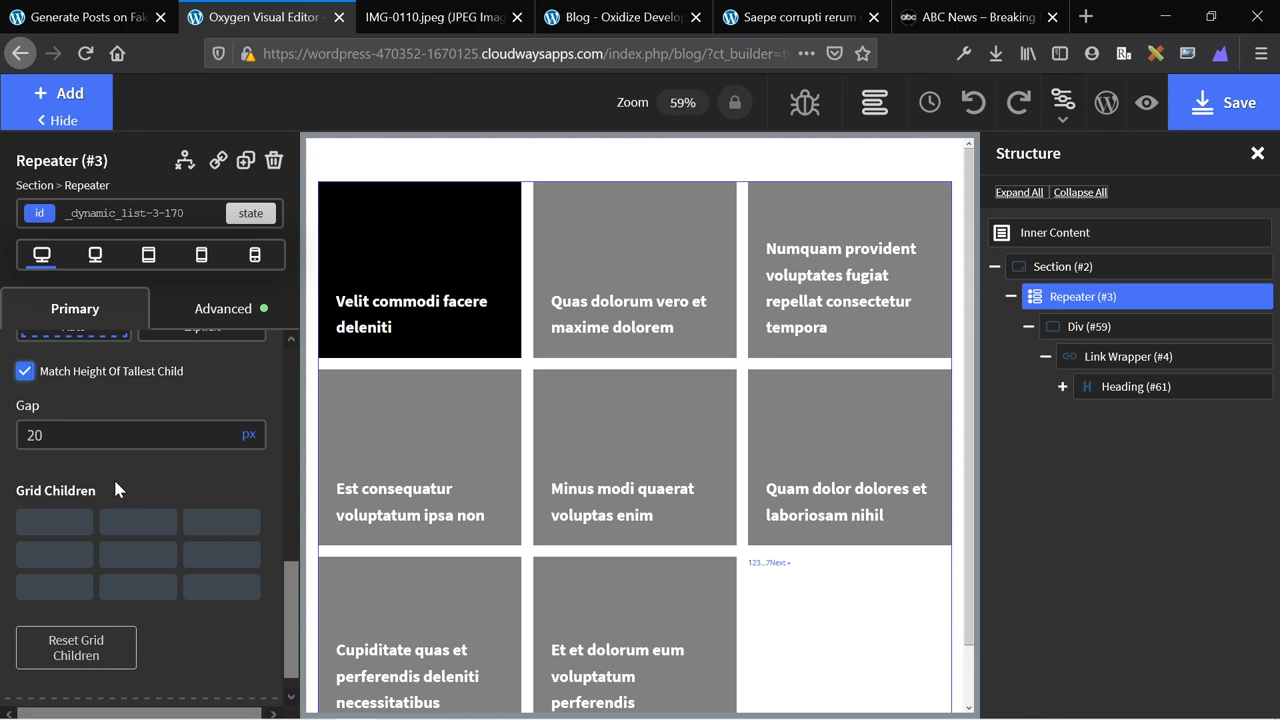 Generate Posts on Fak
Oxygen Visual Editor -
IMG-0110.jpeg (JPEG Imag
Blog - Oxidize Develop
Saepe corrupti rerum
abc
ABC News – Breaking
https://wordpress-470352-1670125.cloudwaysapps.com/index.php/blog/?ct_builder=t
Add
Hide
Zoom 59%
Save
Repeater (#3)
Section > Repeater
id _dynamic_list-3-170 state
Primary
Advanced
Match Height Of Tallest Child
Gap
20 px
Grid Children
Reset Grid
Children
Velit commodi facere
deleniti
Quas dolorum vero et
maxime dolorem
Numquam provident
voluptates fugiat
repellat consectetur
tempora
Est consequatur
voluptatum ipsa non
Minus modi quaerat
voluptas enim
Quam dolor dolores et
laboriosam nihil
Cupiditate quas et
perferendis deleniti
necessitatibus
Et et dolorum eum
voluptatum
perferendis
123...7Next »
Structure
Expand All
Collapse All
Inner Content
Section (#2)
Repeater (#3)
Div (#59)
Link Wrapper (#4)
H Heading (#61)